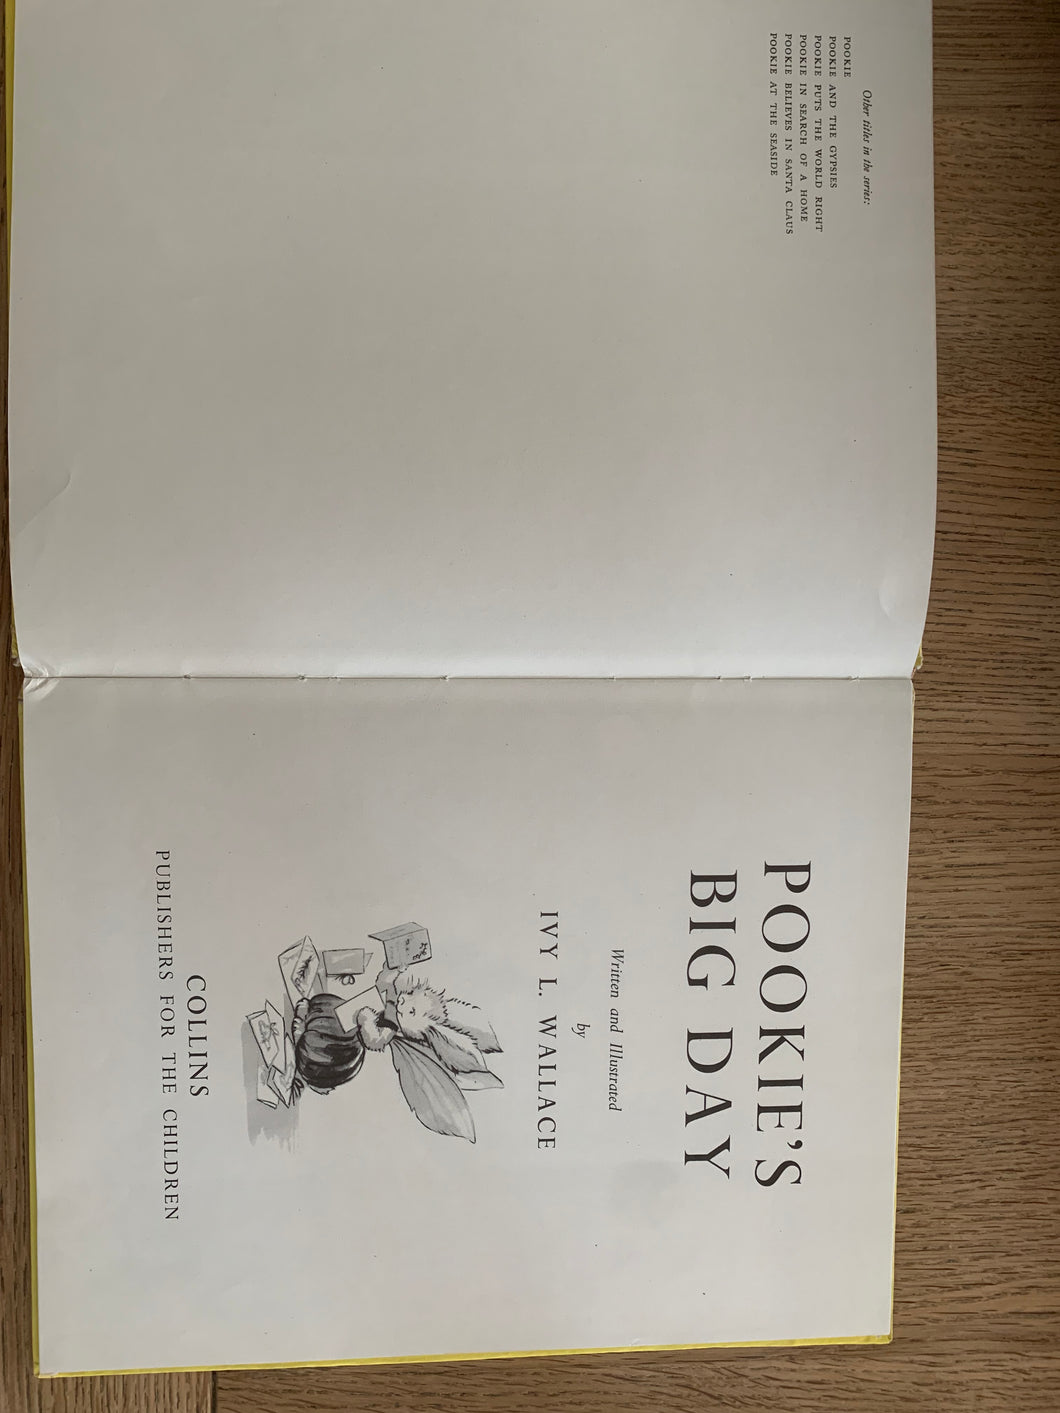 Other titles in the series:
POOKIE
POOKIE AND THE GYPSIES
POOKIE PUTS THE WORLD RIGHT
POOKIE IN SEARCH OF A HOME
POOKIE BELIEVES IN SANTA CLAUS
POOKIE AT THE SEASIDE
POOKIE'S
BIG DAY
Written and Illustrated
by
IVY L. WALLACE
COLLINS
PUBLISHERS FOR THE CHILDREN